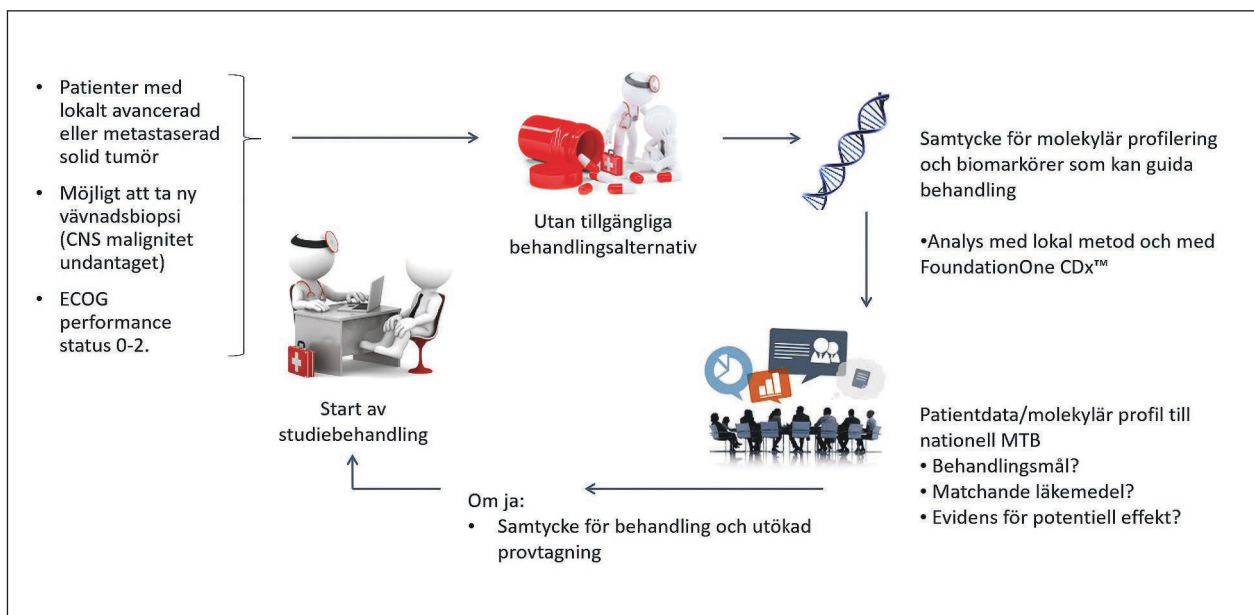 • Patienter med
lokalt avancerad
eller metastaserad
solid tumör
• Möjligt att ta ny
vävnadsbiopsi
(CNS malignitet
undantaget)
• ECOG
performance
status 0-2.
Utan tillgängliga
behandlingsalternativ
Samtycke för molekylär profilering
och biomarkörer som kan guida
behandling
•Analys med lokal metod och med
FoundationOne CDx™
Patientdata/molekylär profil till
nationell MTB
• Behandlingsmål?
• Matchande läkemedel?
• Evidens för potentiell effekt?
Om ja:
• Samtycke för behandling och utökad
provtagning
Start av
studiebehandling